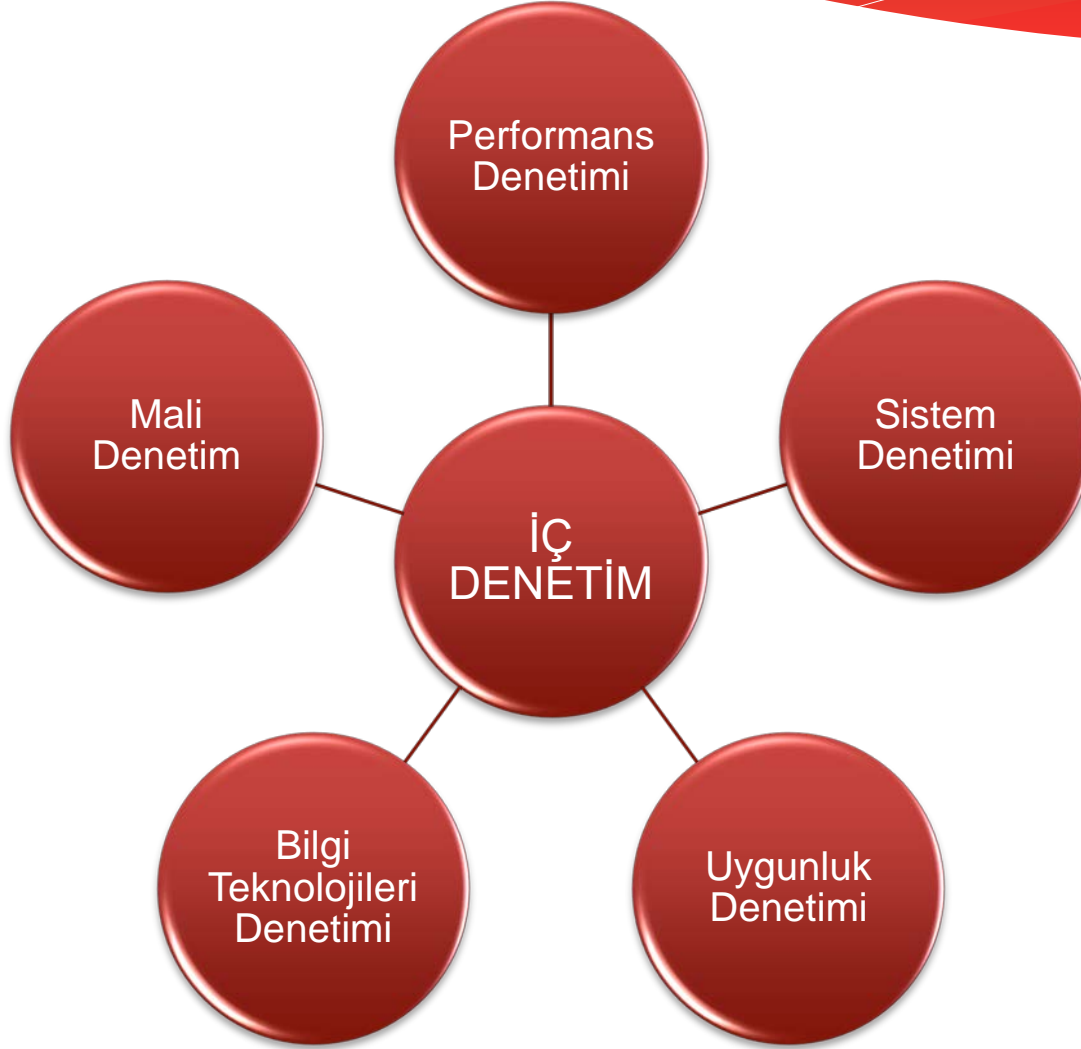 Performans
Denetimi
Mali
Denetim
Sistem
Denetimi
İÇ
DENETİM
Bilgi
Teknolojileri
Denetimi
Uygunluk
Denetimi